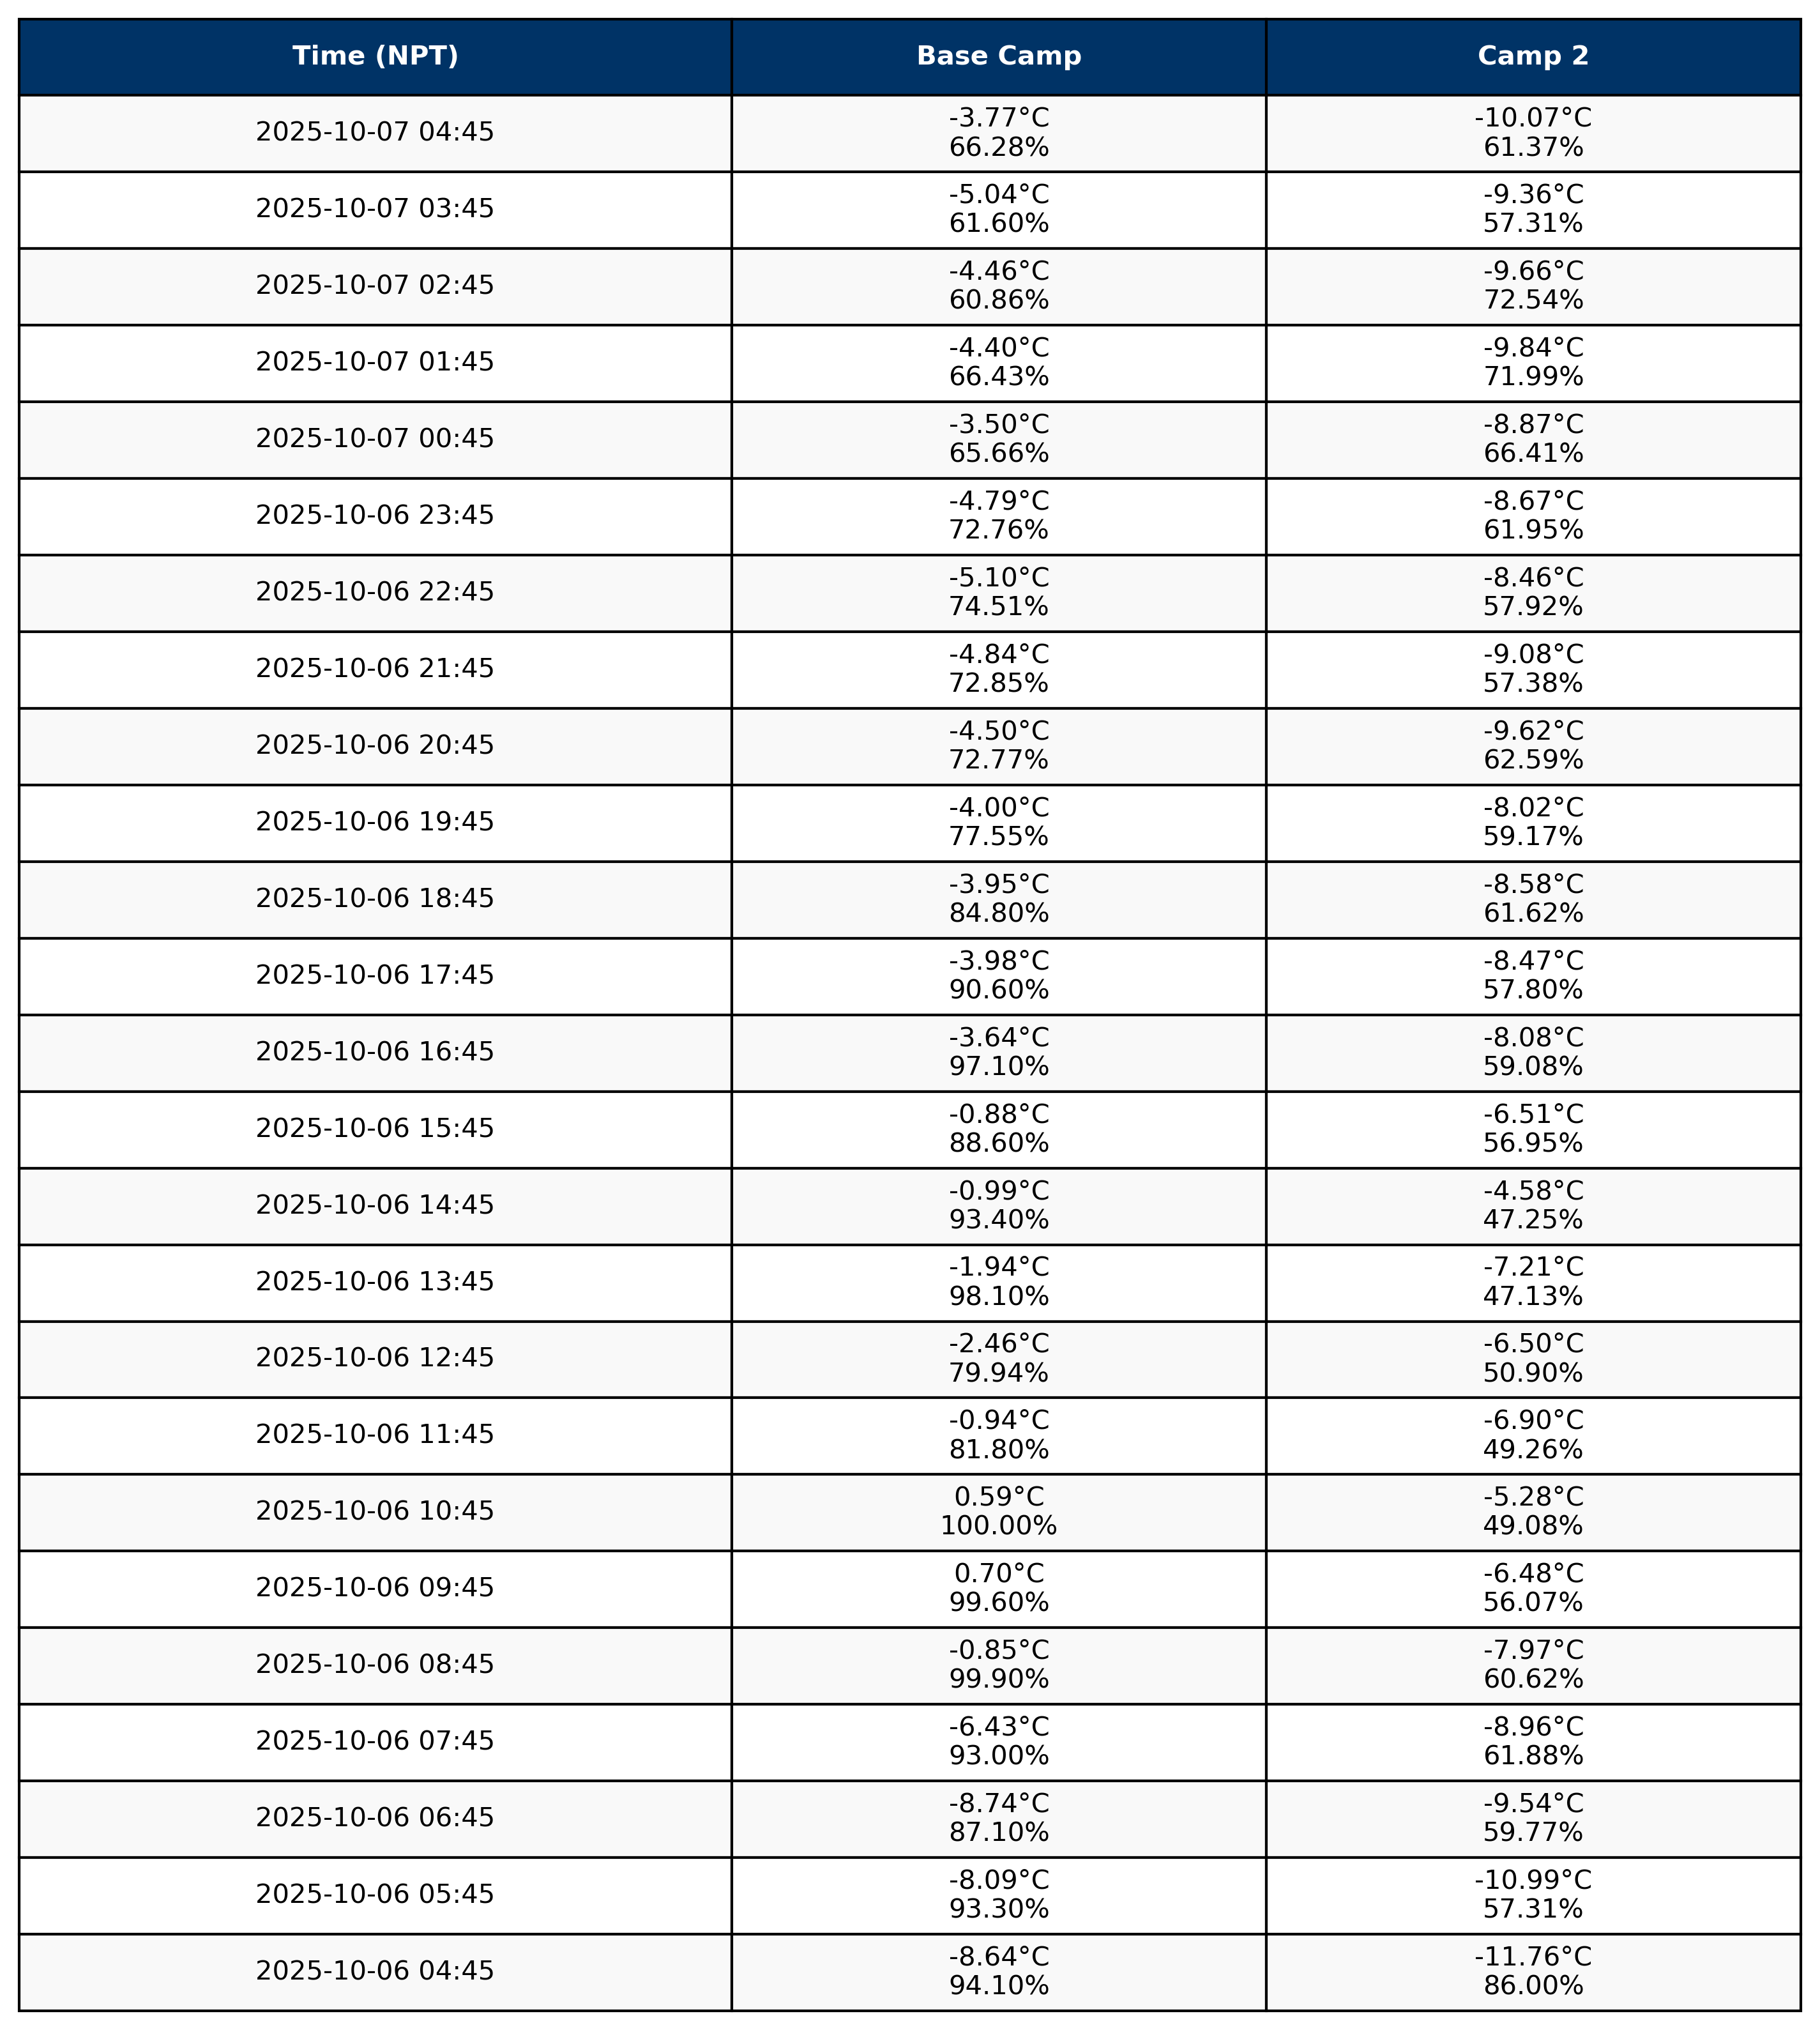 Time (NPT) Base Camp Camp 2
2025-10-07 04:45 -3.77°C -10.07°C
66.28% 61.37%
2025-10-07 03:45 -5.04°C -9.36°C
61.60% 57.31%
2025-10-07 02:45 -4.46°C -9.66°C
60.86% 72.54%
2025-10-07 01:45 -4.40°C -9.84°C
66.43% 71.99%
2025-10-07 00:45 -3.50°C -8.87°C
65.66% 66.41%
2025-10-06 23:45 -4.79°C -8.67°C
72.76% 61.95%
2025-10-06 22:45 -5.10°C -8.46°C
74.51% 57.92%
2025-10-06 21:45 -4.84°C -9.08°C
72.85% 57.38%
2025-10-06 20:45 -4.50°C -9.62°C
72.77% 62.59%
2025-10-06 19:45 -4.00°C -8.02°C
77.55% 59.17%
2025-10-06 18:45 -3.95°C -8.58°C
84.80% 61.62%
2025-10-06 17:45 -3.98°C -8.47°C
90.60% 57.80%
2025-10-06 16:45 -3.64°C -8.08°C
97.10% 59.08%
2025-10-06 15:45 -0.88°C -6.51°C
88.60% 56.95%
2025-10-06 14:45 -0.99°C -4.58°C
93.40% 47.25%
2025-10-06 13:45 -1.94°C -7.21°C
98.10% 47.13%
2025-10-06 12:45 -2.46°C -6.50°C
79.94% 50.90%
2025-10-06 11:45 -0.94°C -6.90°C
81.80% 49.26%
2025-10-06 10:45 0.59°C -5.28°C
100.00% 49.08%
2025-10-06 09:45 0.70°C -6.48°C
99.60% 56.07%
2025-10-06 08:45 -0.85°C -7.97°C
99.90% 60.62%
2025-10-06 07:45 -6.43°C -8.96°C
93.00% 61.88%
2025-10-06 06:45 -8.74°C -9.54°C
87.10% 59.77%
2025-10-06 05:45 -8.09°C -10.99°C
93.30% 57.31%
2025-10-06 04:45 -8.64°C -11.76°C
94.10% 86.00%